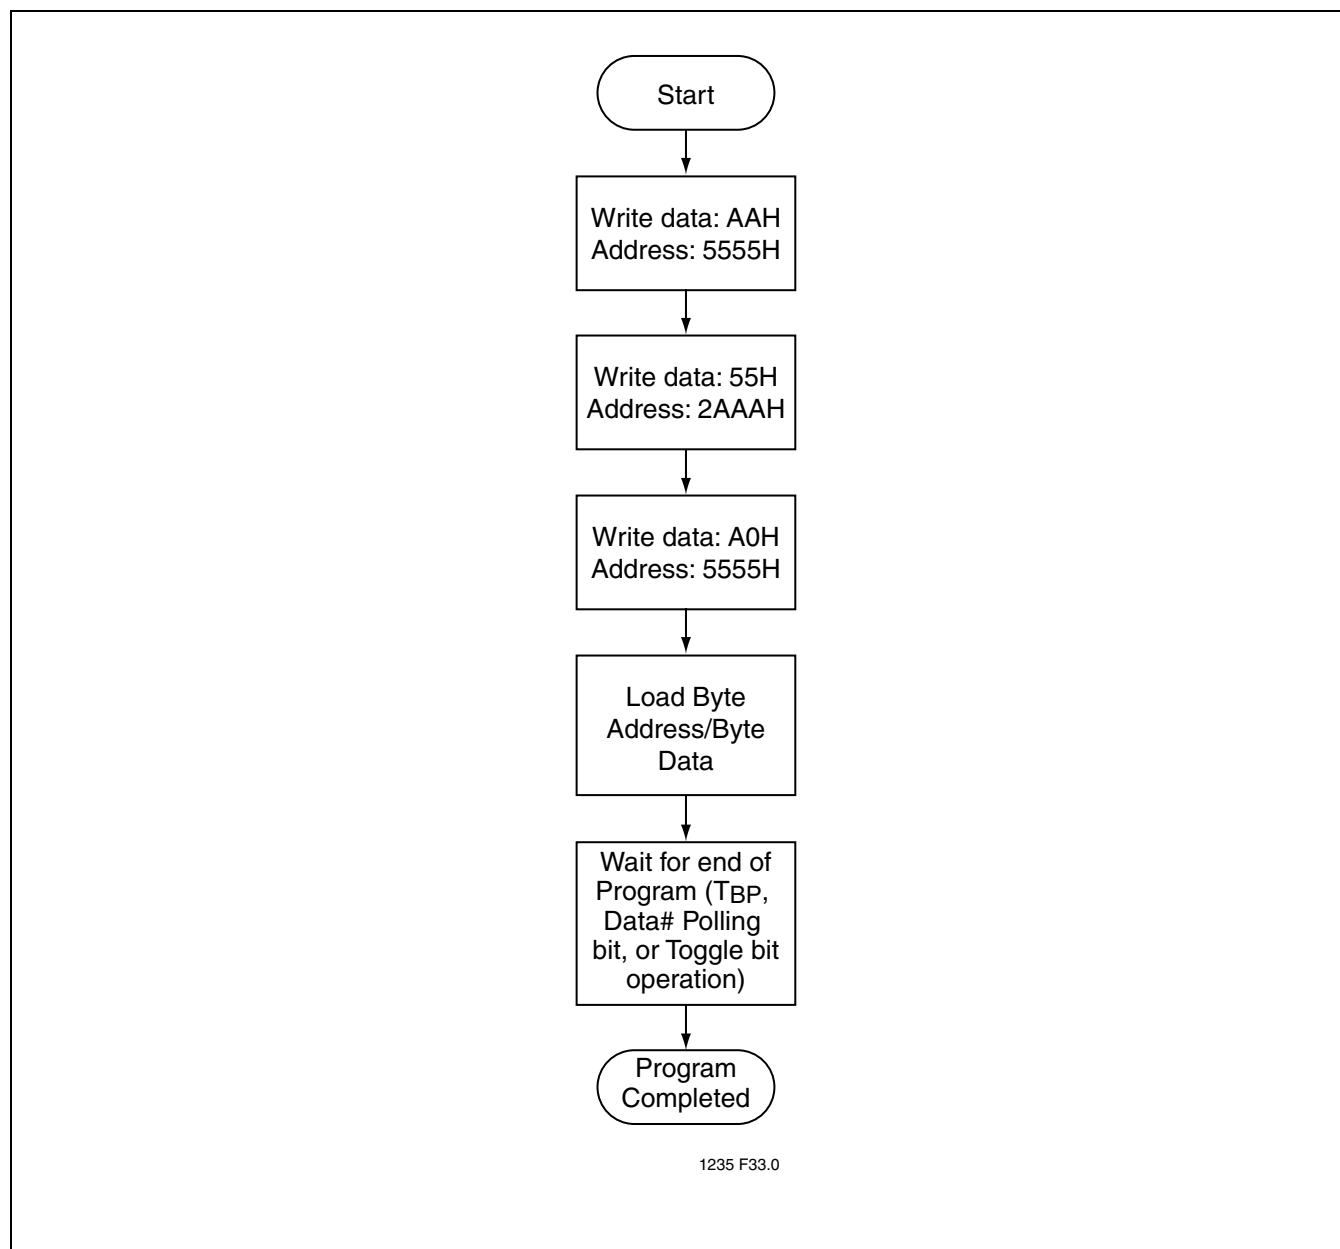 Start
Write data: AAH
Address: 5555H
Write data: 55H
Address: 2AAAH
Write data: A0H
Address: 5555H
Load Byte
Address/Byte
Data
Wait for end of
Program (TBP,
Data# Polling
bit, or Toggle bit
operation)
Program
Completed
1235 F33.0